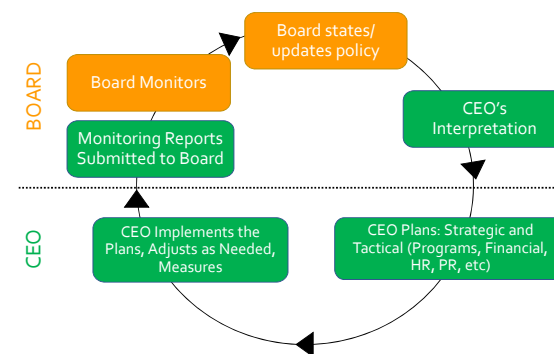 Board states/
updates policy
Board Monitors
BOARD
CEO's
Interpretation
Monitoring Reports
Submitted to Board
CEO
CEO Implements the
Plans, Adjusts as Needed,
Measures
CEO Plans: Strategic and
Tactical (Programs, Financial,
HR, PR, etc)